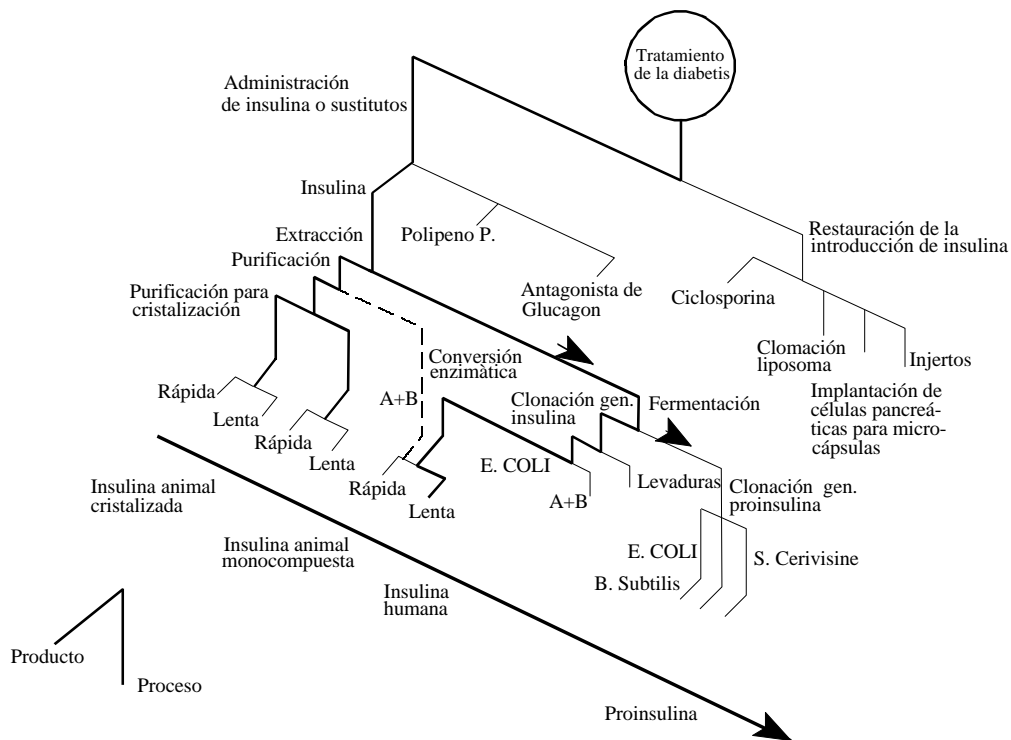 Tratamiento
de la diabetis
Administración
de insulina o sustitutos
Insulina
Restauración de la
introducción de insulina
Polipeno P.
Extracción
Purificación
Antagonista de
Glucagon
Ciclosporina
Purificación para
cristalización
Clomación
liposoma
Injertos
Implantación de
células pancreá-
ticas para micro-
cápsulas
Conversión
enzimàtica
A+B
Clonación gen.
insulina
Fermentación
Rápida
Lenta
Rápida
Lenta
Rápida
Lenta
E. COLI
A+B
Levaduras
Clonación gen.
proinsulina
E. COLI
B. Subtilis
S. Cerivisine
Insulina animal
cristalizada
Insulina animal
monocompuesta
Insulina
humana
Proinsulina
Producto
Proceso